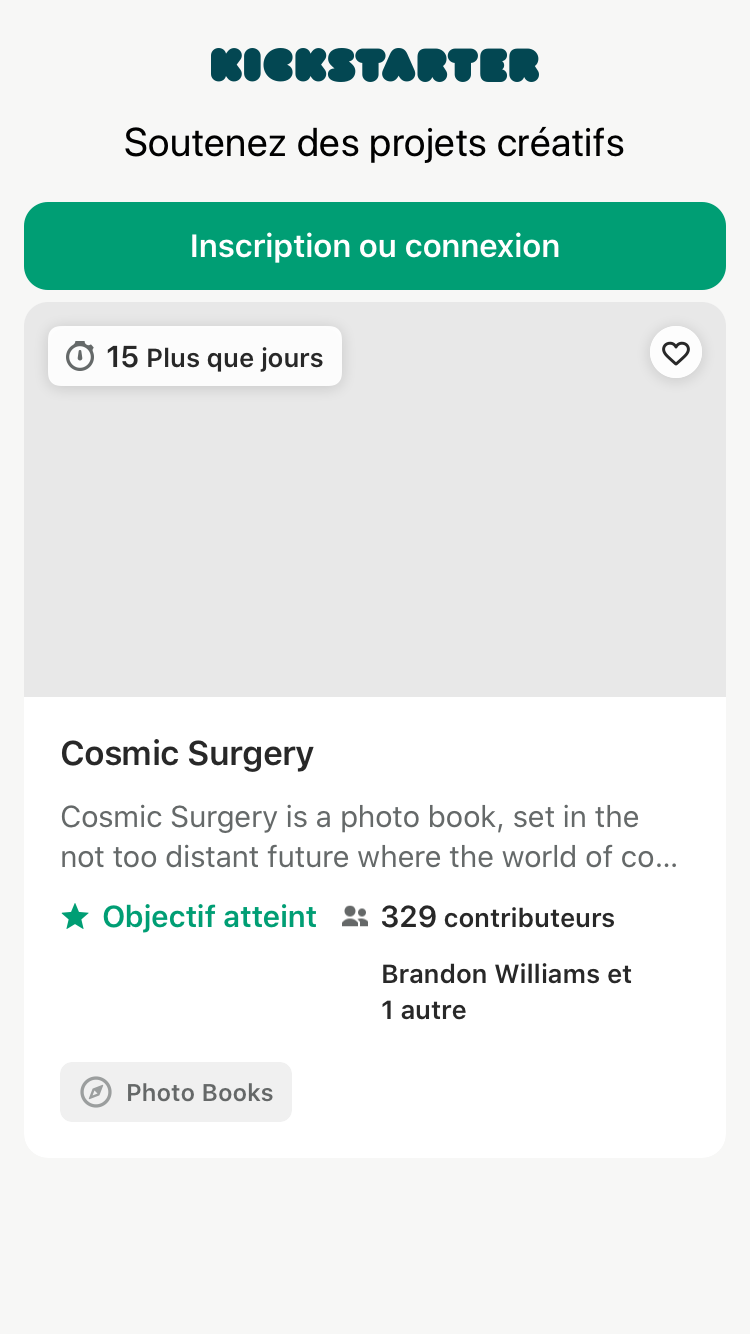 KICKSTARTER
Soutenez des projets créatifs
Inscription ou connexion
15 Plus que jours
Cosmic Surgery
Cosmic Surgery is a photo book, set in the
not too distant future where the world of co...
Objectif atteint
329 contributeurs
Brandon Williams et
1 autre
Photo Books